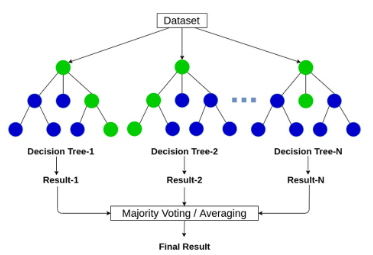 Dataset
Decision Tree-1 Decision Tree-2 Decision Tree-N
Result-1 Result-2 Result-N
Majority Voting / Averaging
Final Result